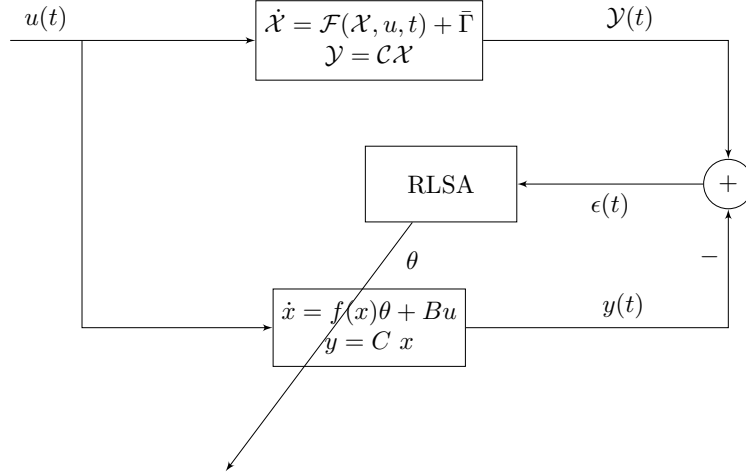 u(t)
𝒳̇ = ℱ(𝒳, u, t) + Γ̄
𝒴 = 𝒞𝒳
𝒴(t)
RLSA
+
ϵ(t)
θ
−
ẋ = f(x)θ + Bu
y = C x
y(t)